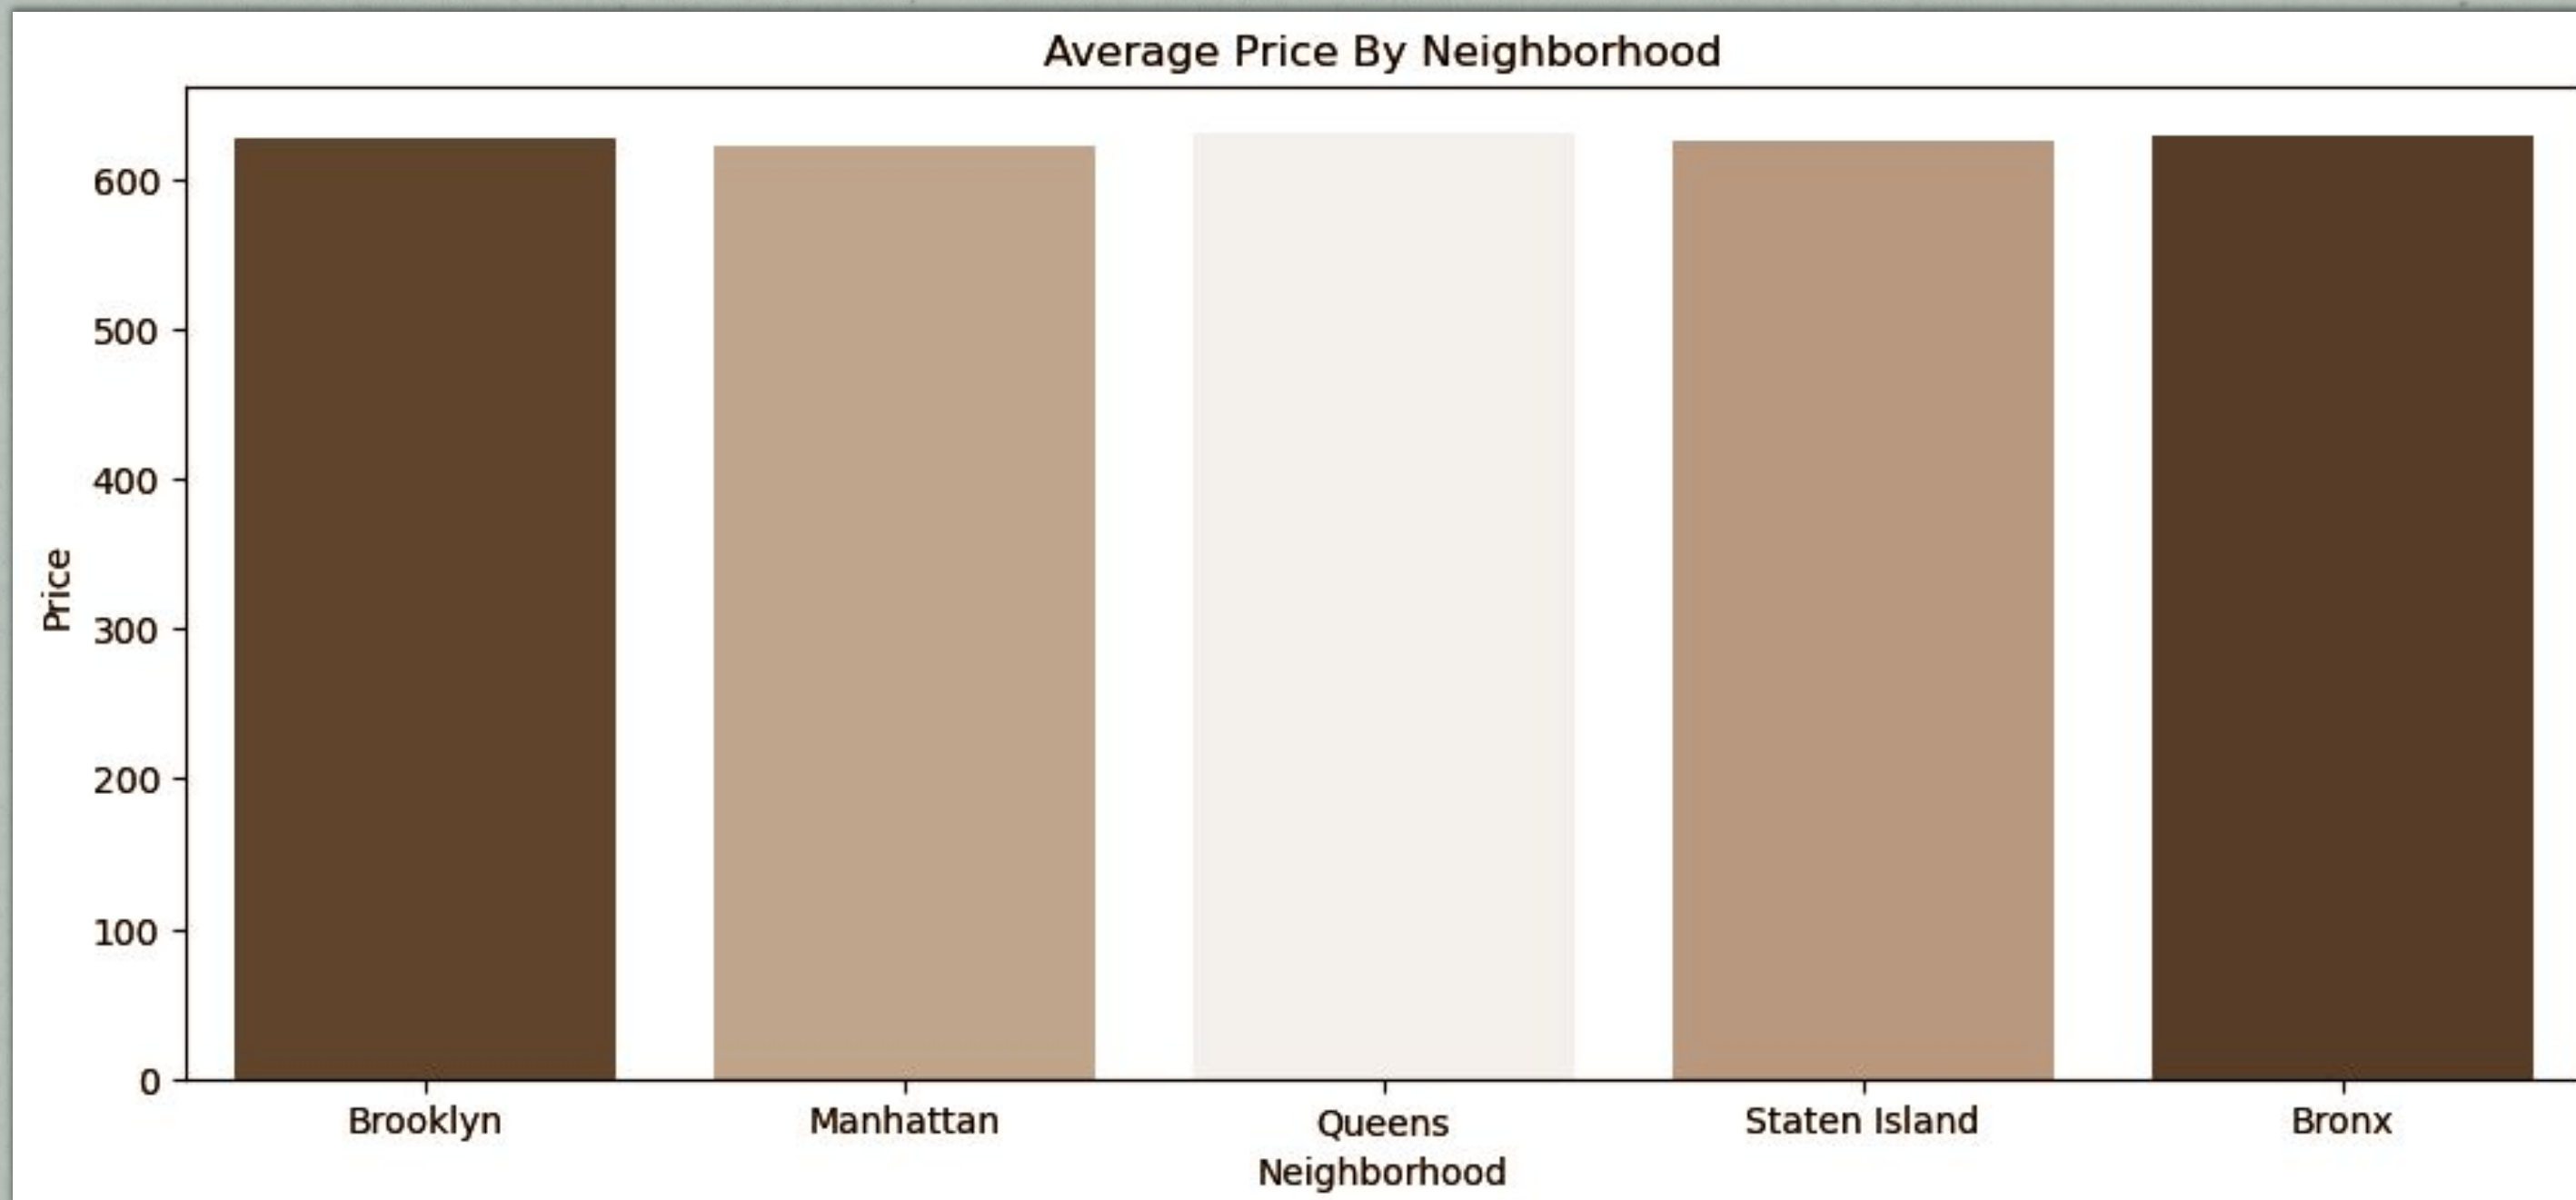 Average Price By Neighborhood
600
500
400
300
200
100
0
Price
Brooklyn Manhattan Queens Staten Island Bronx
Neighborhood